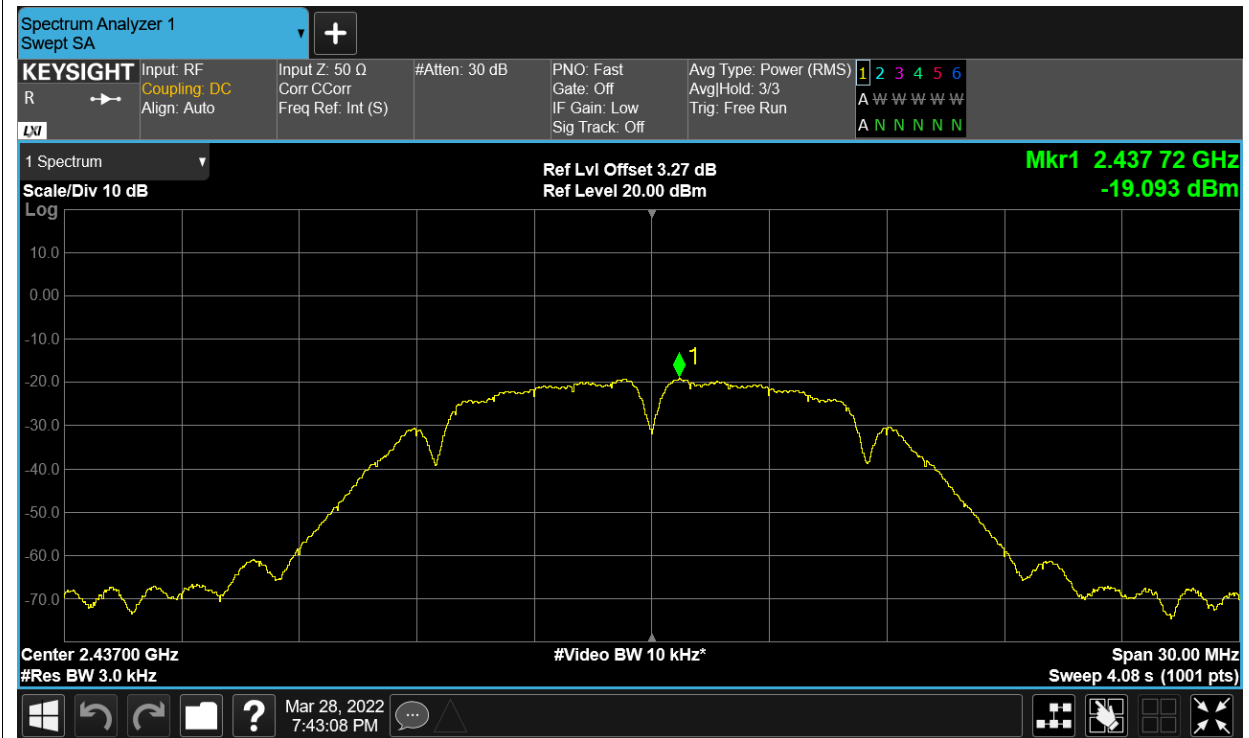 Spectrum Analyzer 1
Swept SA
KEYSIGHT
R
LXI
Input: RF
Coupling: DC
Align: Auto
Input Z: 50 Ω
Corr CCorr
Freq Ref: Int (S)
#Atten: 30 dB
PNO: Fast
Gate: Off
IF Gain: Low
Sig Track: Off
Avg Type: Power (RMS)
Avg|Hold: 3/3
Trig: Free Run
1 2 3 4 5 6
A W W W W W
A N N N N N
1 Spectrum
Scale/Div 10 dB
Ref Lvl Offset 3.27 dB
Ref Level 20.00 dBm
Mkr1 2.437 72 GHz
-19.093 dBm
Log
10.0
0.00
-10.0
-20.0
-30.0
-40.0
-50.0
-60.0
-70.0
1
Center 2.43700 GHz
#Res BW 3.0 kHz
#Video BW 10 kHz*
Span 30.00 MHz
Sweep 4.08 s (1001 pts)
?
Mar 28, 2022
7:43:08 PM